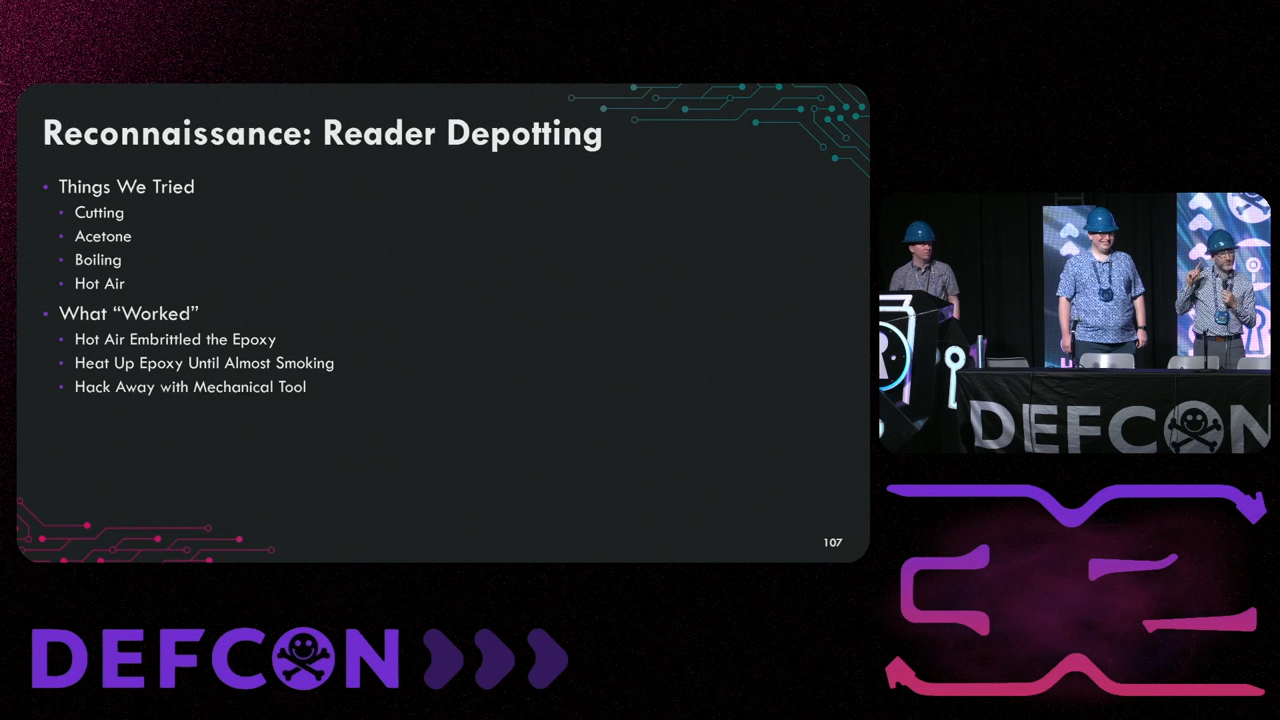 Reconnaissance: Reader Depotting
• Things We Tried
• Cutting
• Acetone
• Boiling
• Hot Air
• What “Worked”
• Hot Air Embrittled the Epoxy
• Heat Up Epoxy Until Almost Smoking
• Hack Away with Mechanical Tool
107
DEFCON
DEFCON